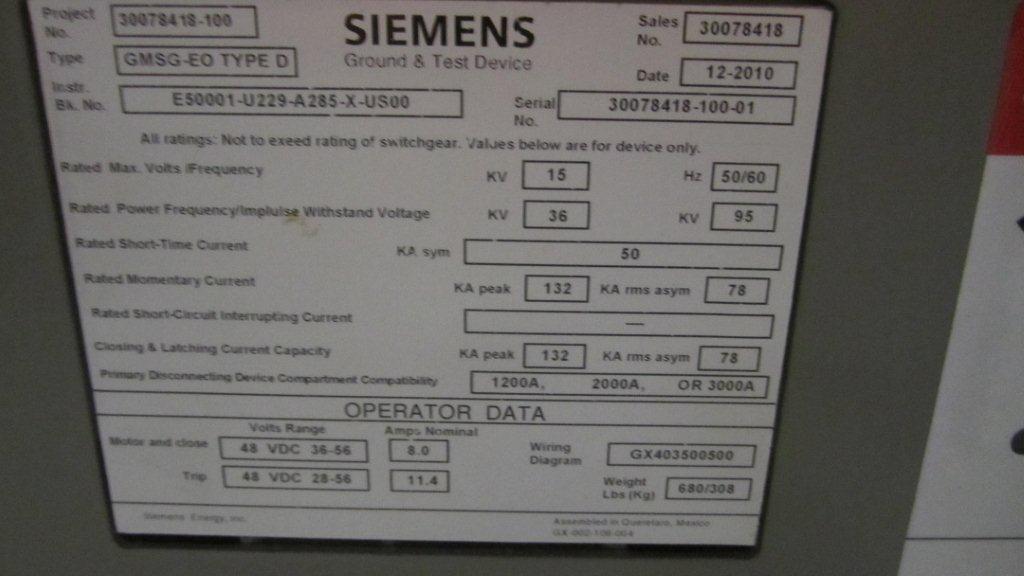 Project No. 30078418-100
SIEMENS
Sales No. 30078418
Type GMSG-EO TYPE D
Ground & Test Device
Date 12-2010
Instr. Bk. No. E50001-U229-A285-X-US00
Serial No. 30078418-100-01
All ratings: Not to exceed rating of switchgear. Values below are for device only.
Rated Max. Volts /Frequency KV 15 Hz 50/60
Rated Power Frequency/Impluise Withstand Voltage KV 36 KV 95
Rated Short-Time Current KA sym 50
Rated Momentary Current KA peak 132 KA rms asym 78
Rated Short-Circuit Interrupting Current —
Closing & Latching Current Capacity KA peak 132 KA rms asym 78
Primary Disconnecting Device Compartment Compatibility 1200A, 2000A, OR 3000A
OPERATOR DATA
Volts Range Amps Nominal
Motor and close 48 VDC 36-56 8.0 Wiring Diagram GX403500500
Trip 48 VDC 28-56 11.4 Weight Lbs (Kg) 680/308
Siemens Energy, Inc. Assembled in Queretaro, Mexico